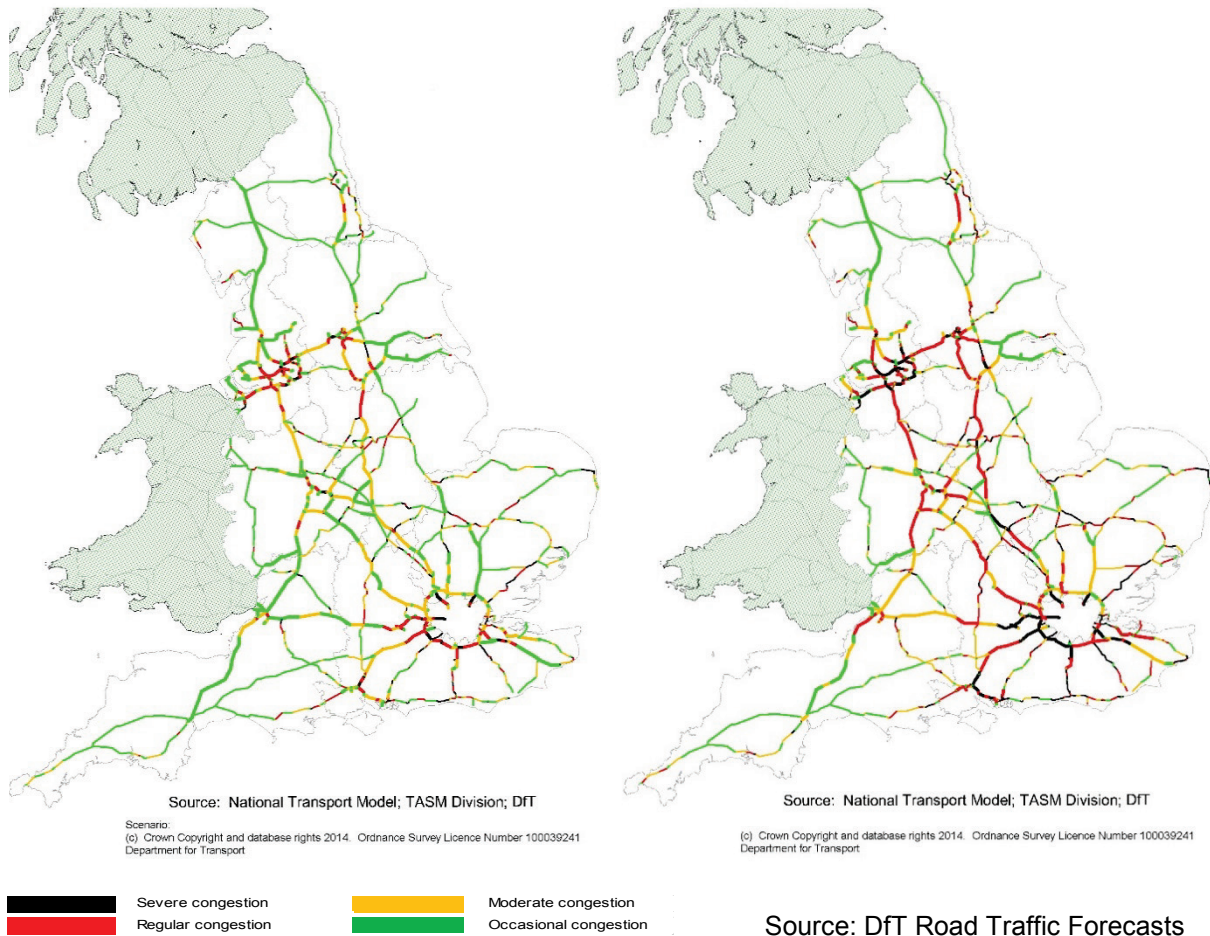 Source: National Transport Model; TASM Division; DfT
Scenario:
(c) Crown Copyright and database rights 2014. Ordnance Survey Licence Number 100039241
Department for Transport
Source: National Transport Model; TASM Division; DfT
(c) Crown Copyright and database rights 2014. Ordnance Survey Licence Number 100039241
Department for Transport
Severe congestion
Moderate congestion
Regular congestion
Occasional congestion
Source: DfT Road Traffic Forecasts